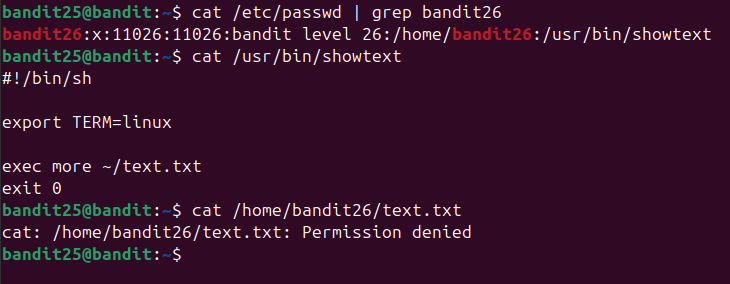 bandit25@bandit:~$ cat /etc/passwd | grep bandit26
bandit26:x:11026:11026:bandit level 26:/home/bandit26:/usr/bin/showtext
bandit25@bandit:~$ cat /usr/bin/showtext
#!/bin/sh
export TERM=linux
exec more ~/text.txt
exit 0
bandit25@bandit:~$ cat /home/bandit26/text.txt
cat: /home/bandit26/text.txt: Permission denied
bandit25@bandit:~$